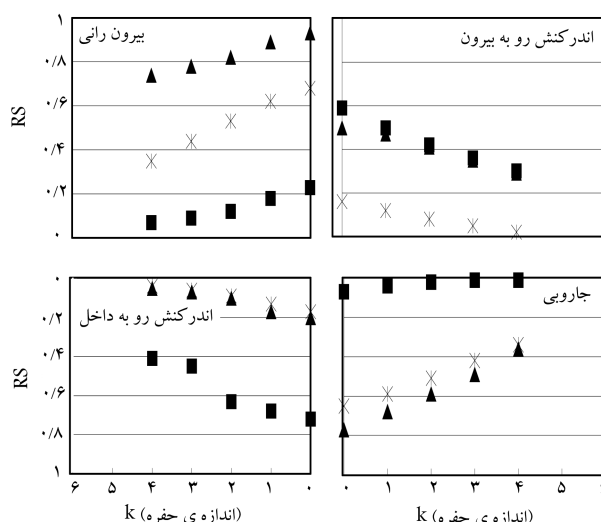 بیرون رانی
اندرکنش رو به بیرون
RS
۱
۰/۸
۰/۶
۰/۴
۰/۲
۰
اندرکنش رو به داخل
جاروبی
RS
۰
۰/۲
۰/۴
۰/۶
۰/۸
۱
۶ ۵ ۴ ۳ ۲ ۱ ۰
۰ ۱ ۲ ۳ ۴ ۵
k (اندازه ی حفره)
k (اندازه ی حفره)